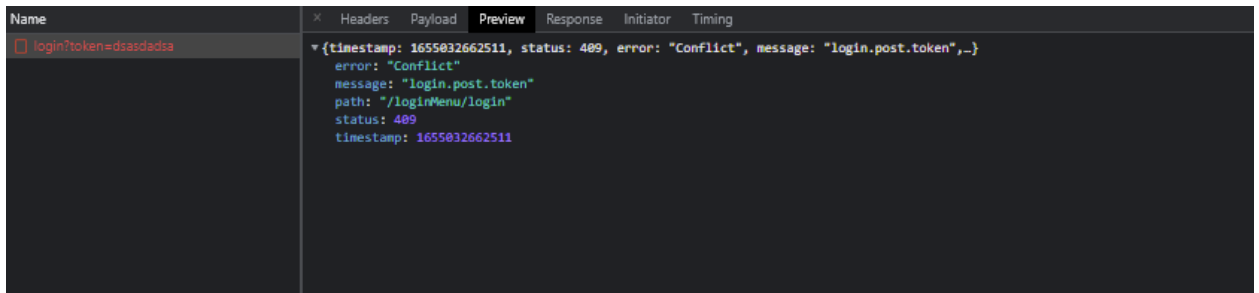 Name
× Headers Payload Preview Response Initiator Timing
login?token=dsasdadsa
▼{timestamp: 1655032662511, status: 409, error: "Conflict", message: "login.post.token",…}
error: "Conflict"
message: "login.post.token"
path: "/loginMenu/login"
status: 409
timestamp: 1655032662511